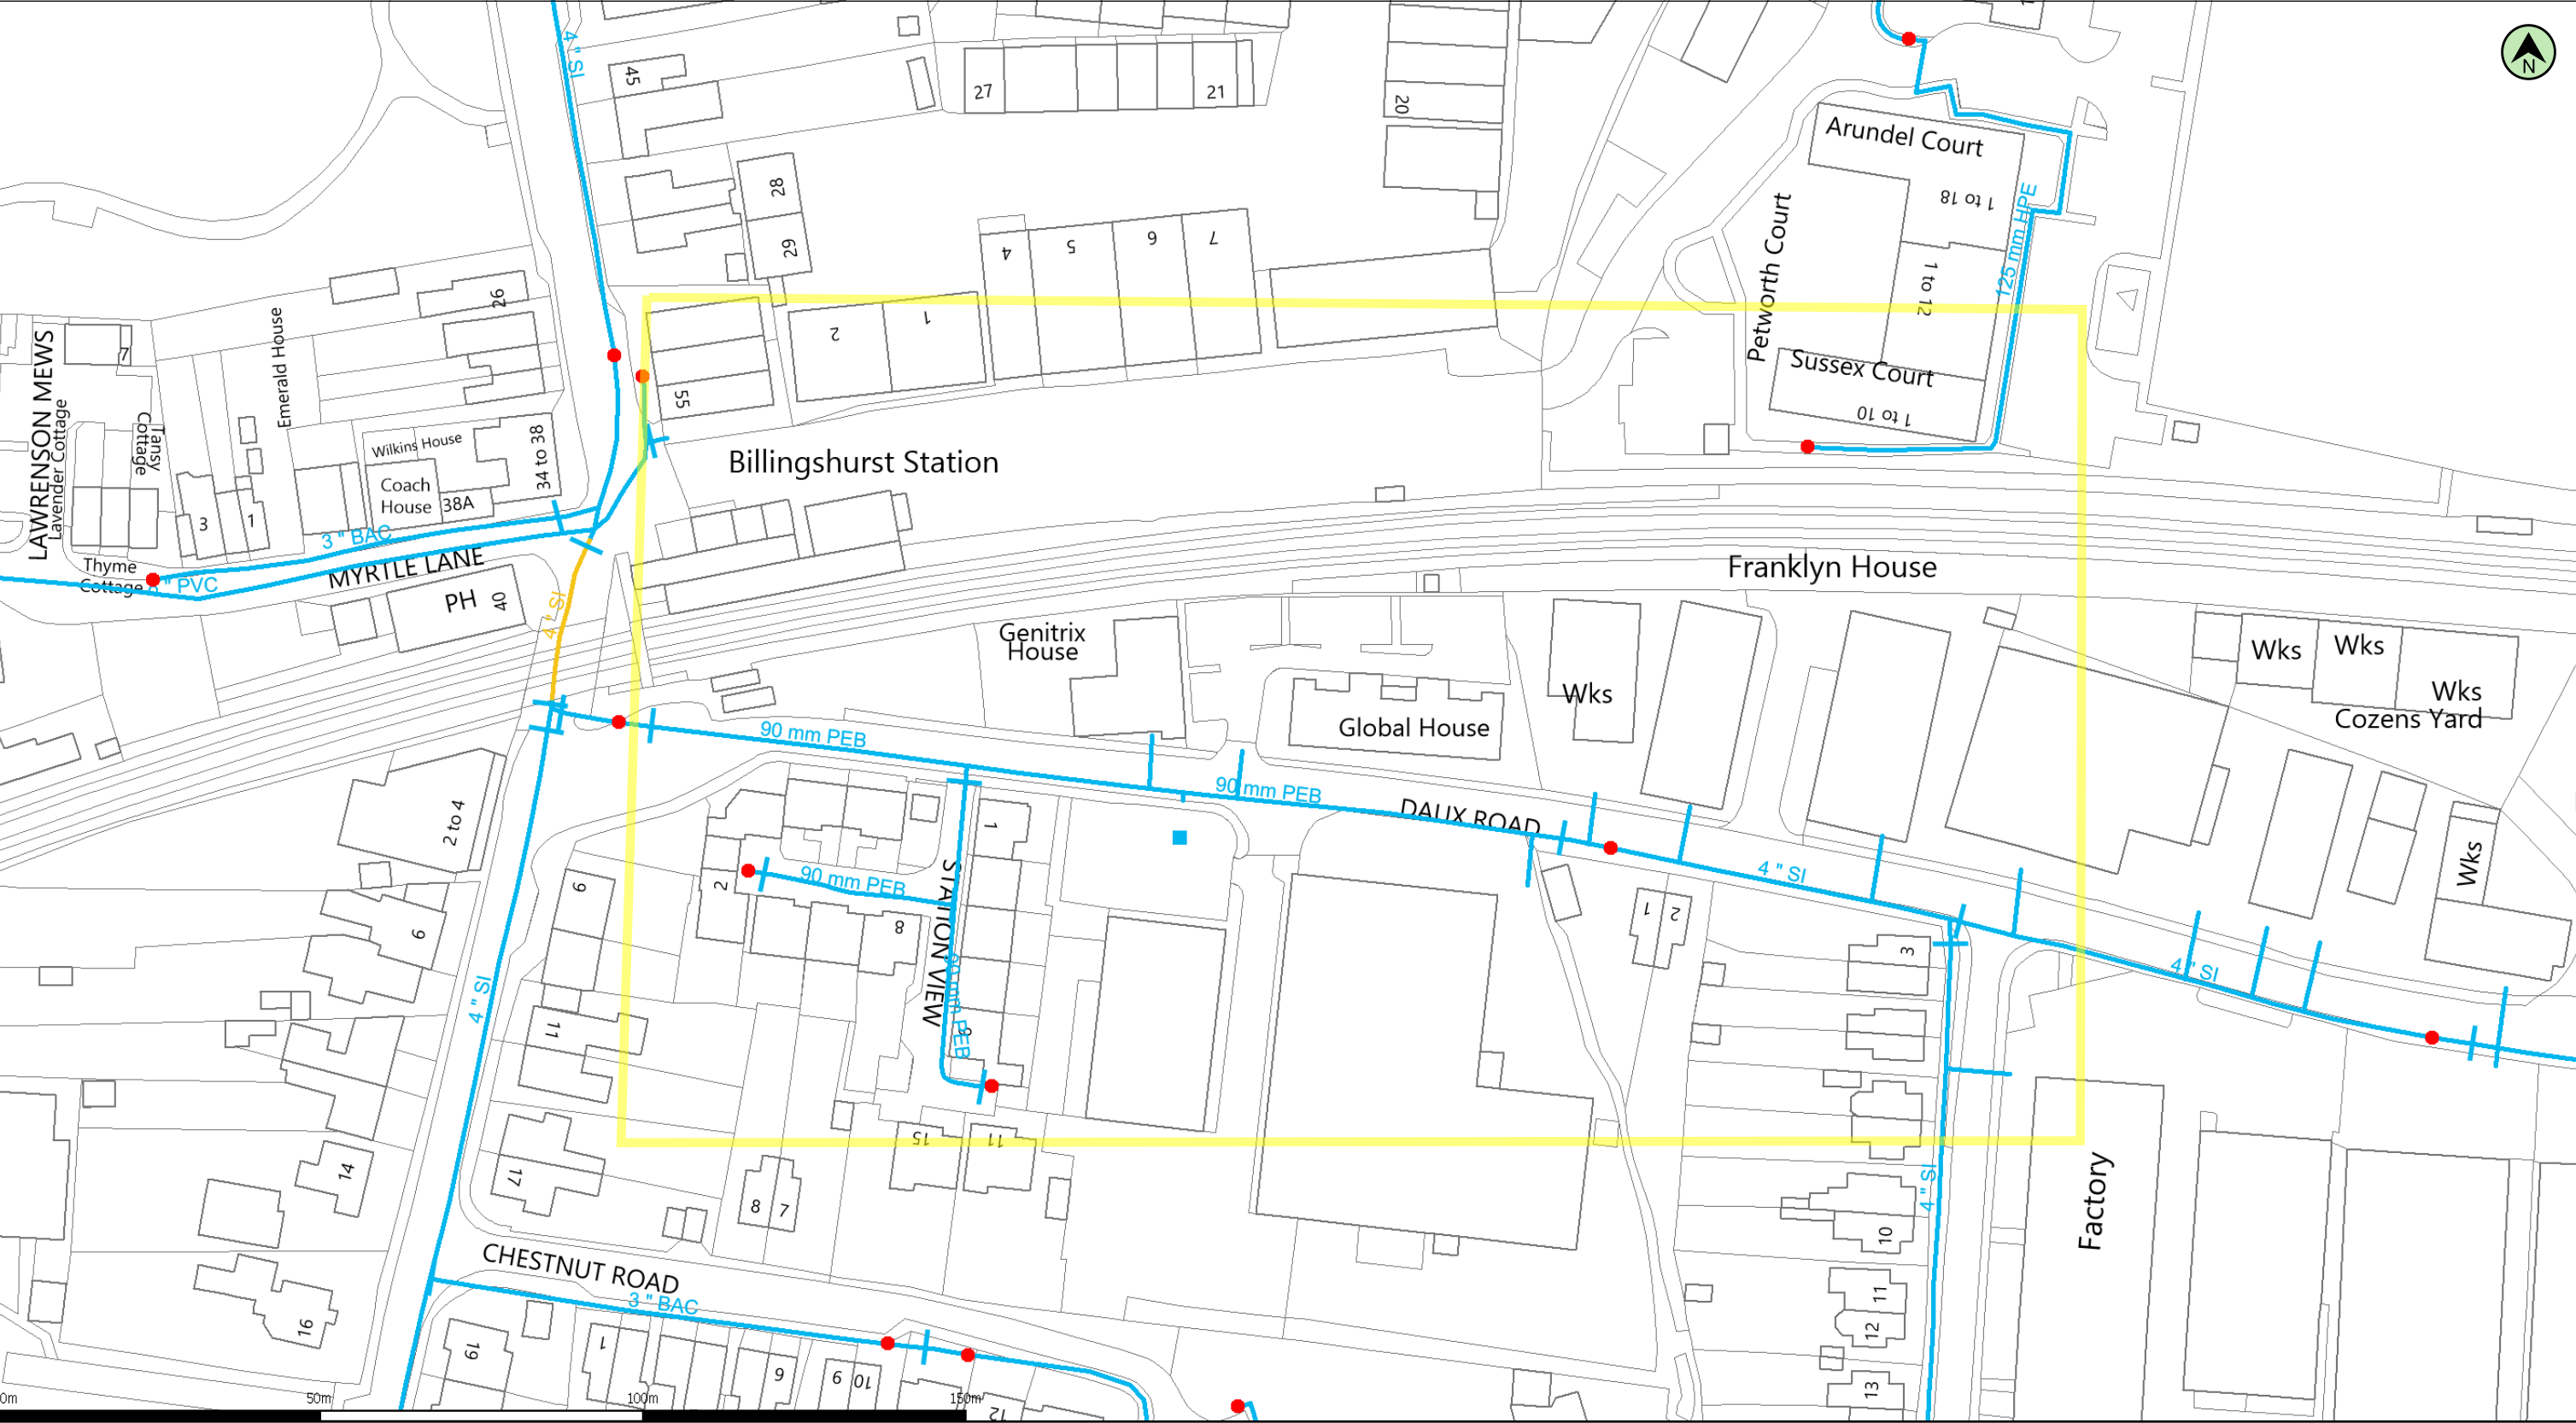 4 " SI
45
27
21
20
N
Arundel Court
1 to 18
28
29
125 mm HPE
Petworth Court
4
5
6
7
1 to 12
26
2
1
7
LAWRENSON MEWS
Lavender Cottage
Tansy
Cottage
Emerald House
Sussex Court
1 to 10
55
Wilkins House
34 to 38
Billingshurst Station
Coach
House
38A
3
1
3 " BAC
MYRTLE LANE
Thyme
Cottage
" PVC
PH
40
4 " SI
Franklyn House
Genitrix
House
Wks
Wks
Wks
Wks
Cozens Yard
Global House
90 mm PEB
90 mm PEB
DAUX ROAD
2 to 4
1
STATION VIEW
90 mm PEB
2
8
4 " SI
Wks
9
6
1
2
3
4 " SI
4 " SI
90 mm PEB
9
11
15
11
14
17
8
7
4 " SI
10
Factory
CHESTNUT ROAD
3 " BAC
16
19
1
6
9
10
12
11
12
13
0m
50m
100m
150m